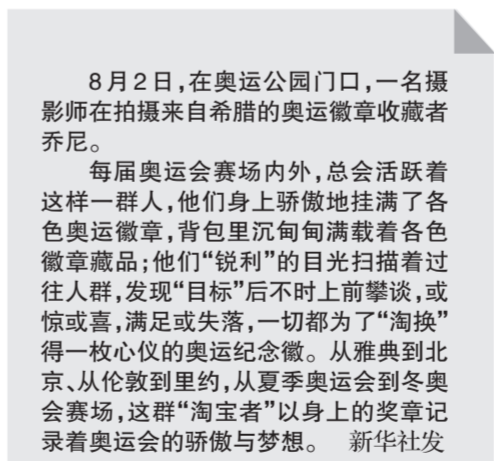 8月2日,在奥运公园门口,一名摄
影师在拍摄来自希腊的奥运徽章收藏者
乔尼。
每届奥运会赛场内外,总会活跃着
这样一群人,他们身上骄傲地挂满了各
色奥运徽章,背包里沉甸甸满载着各色
徽章藏品;他们“锐利”的目光扫描着过
往人群,发现“目标”后不时上前攀谈,或
惊或喜,满足或失落,一切都为了“淘换”
得一枚心仪的奥运纪念徽。从雅典到北
京、从伦敦到里约,从夏季奥运会到冬奥
会赛场,这群“淘宝者”以身上的奖章记
录着奥运会的骄傲与梦想。 新华社发